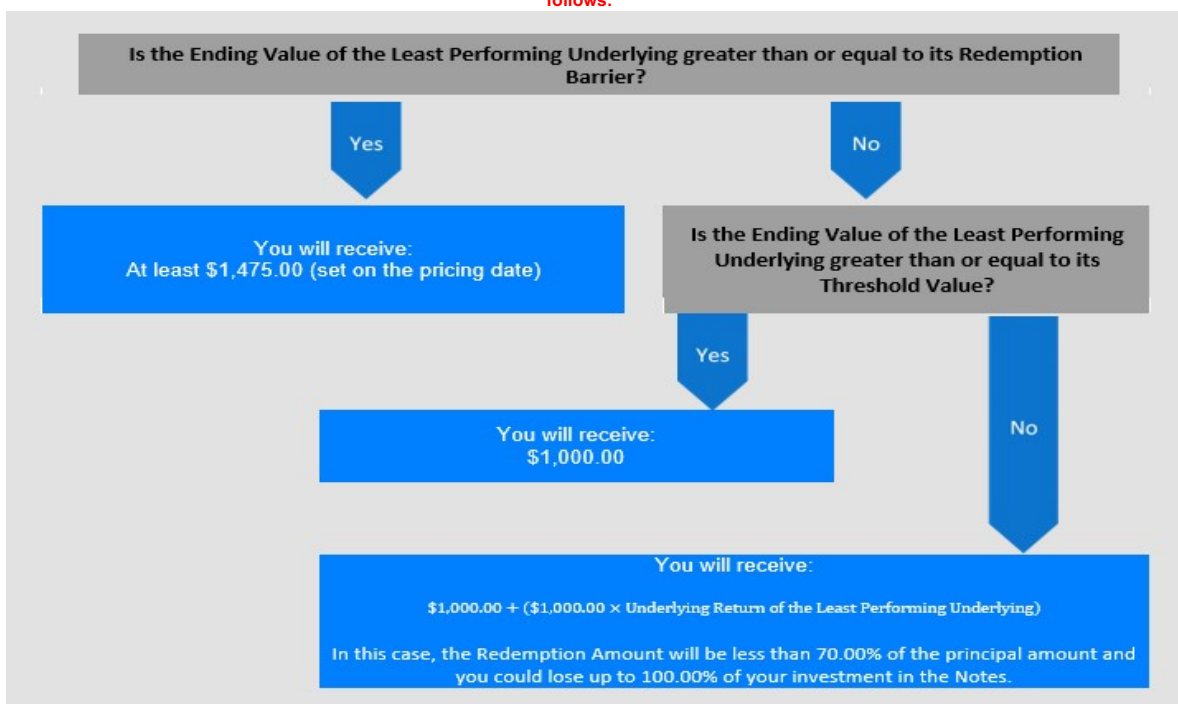 follows:
Is the Ending Value of the Least Performing Underlying greater than or equal to its Redemption
Barrier?
Yes
No
You will receive:
At least $1,475.00 (set on the pricing date)
Is the Ending Value of the Least Performing
Underlying greater than or equal to its
Threshold Value?
Yes
No
You will receive:
$1,000.00
You will receive:
$1,000.00 + ($1,000.00 × Underlying Return of the Least Performing Underlying)
In this case, the Redemption Amount will be less than 70.00% of the principal amount and
you could lose up to 100.00% of your investment in the Notes.